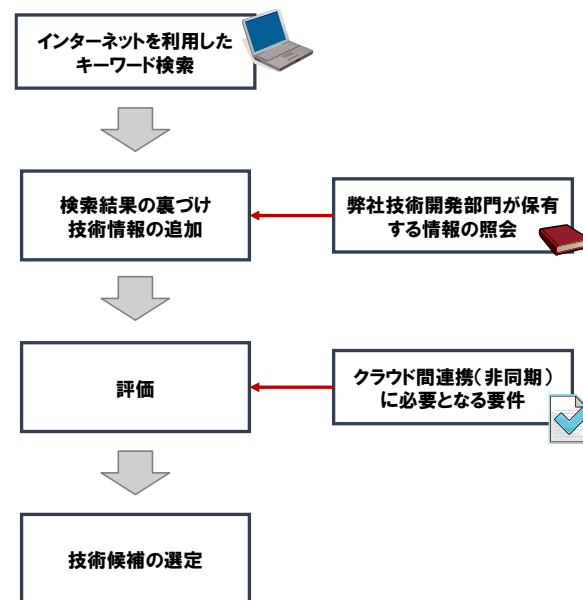 インターネットを利用した
キーワード検索
検索結果の裏づけ
技術情報の追加
弊社技術開発部門が保有
する情報の照会
評価
クラウド間連携（非同期）
に必要となる要件
技術候補の選定